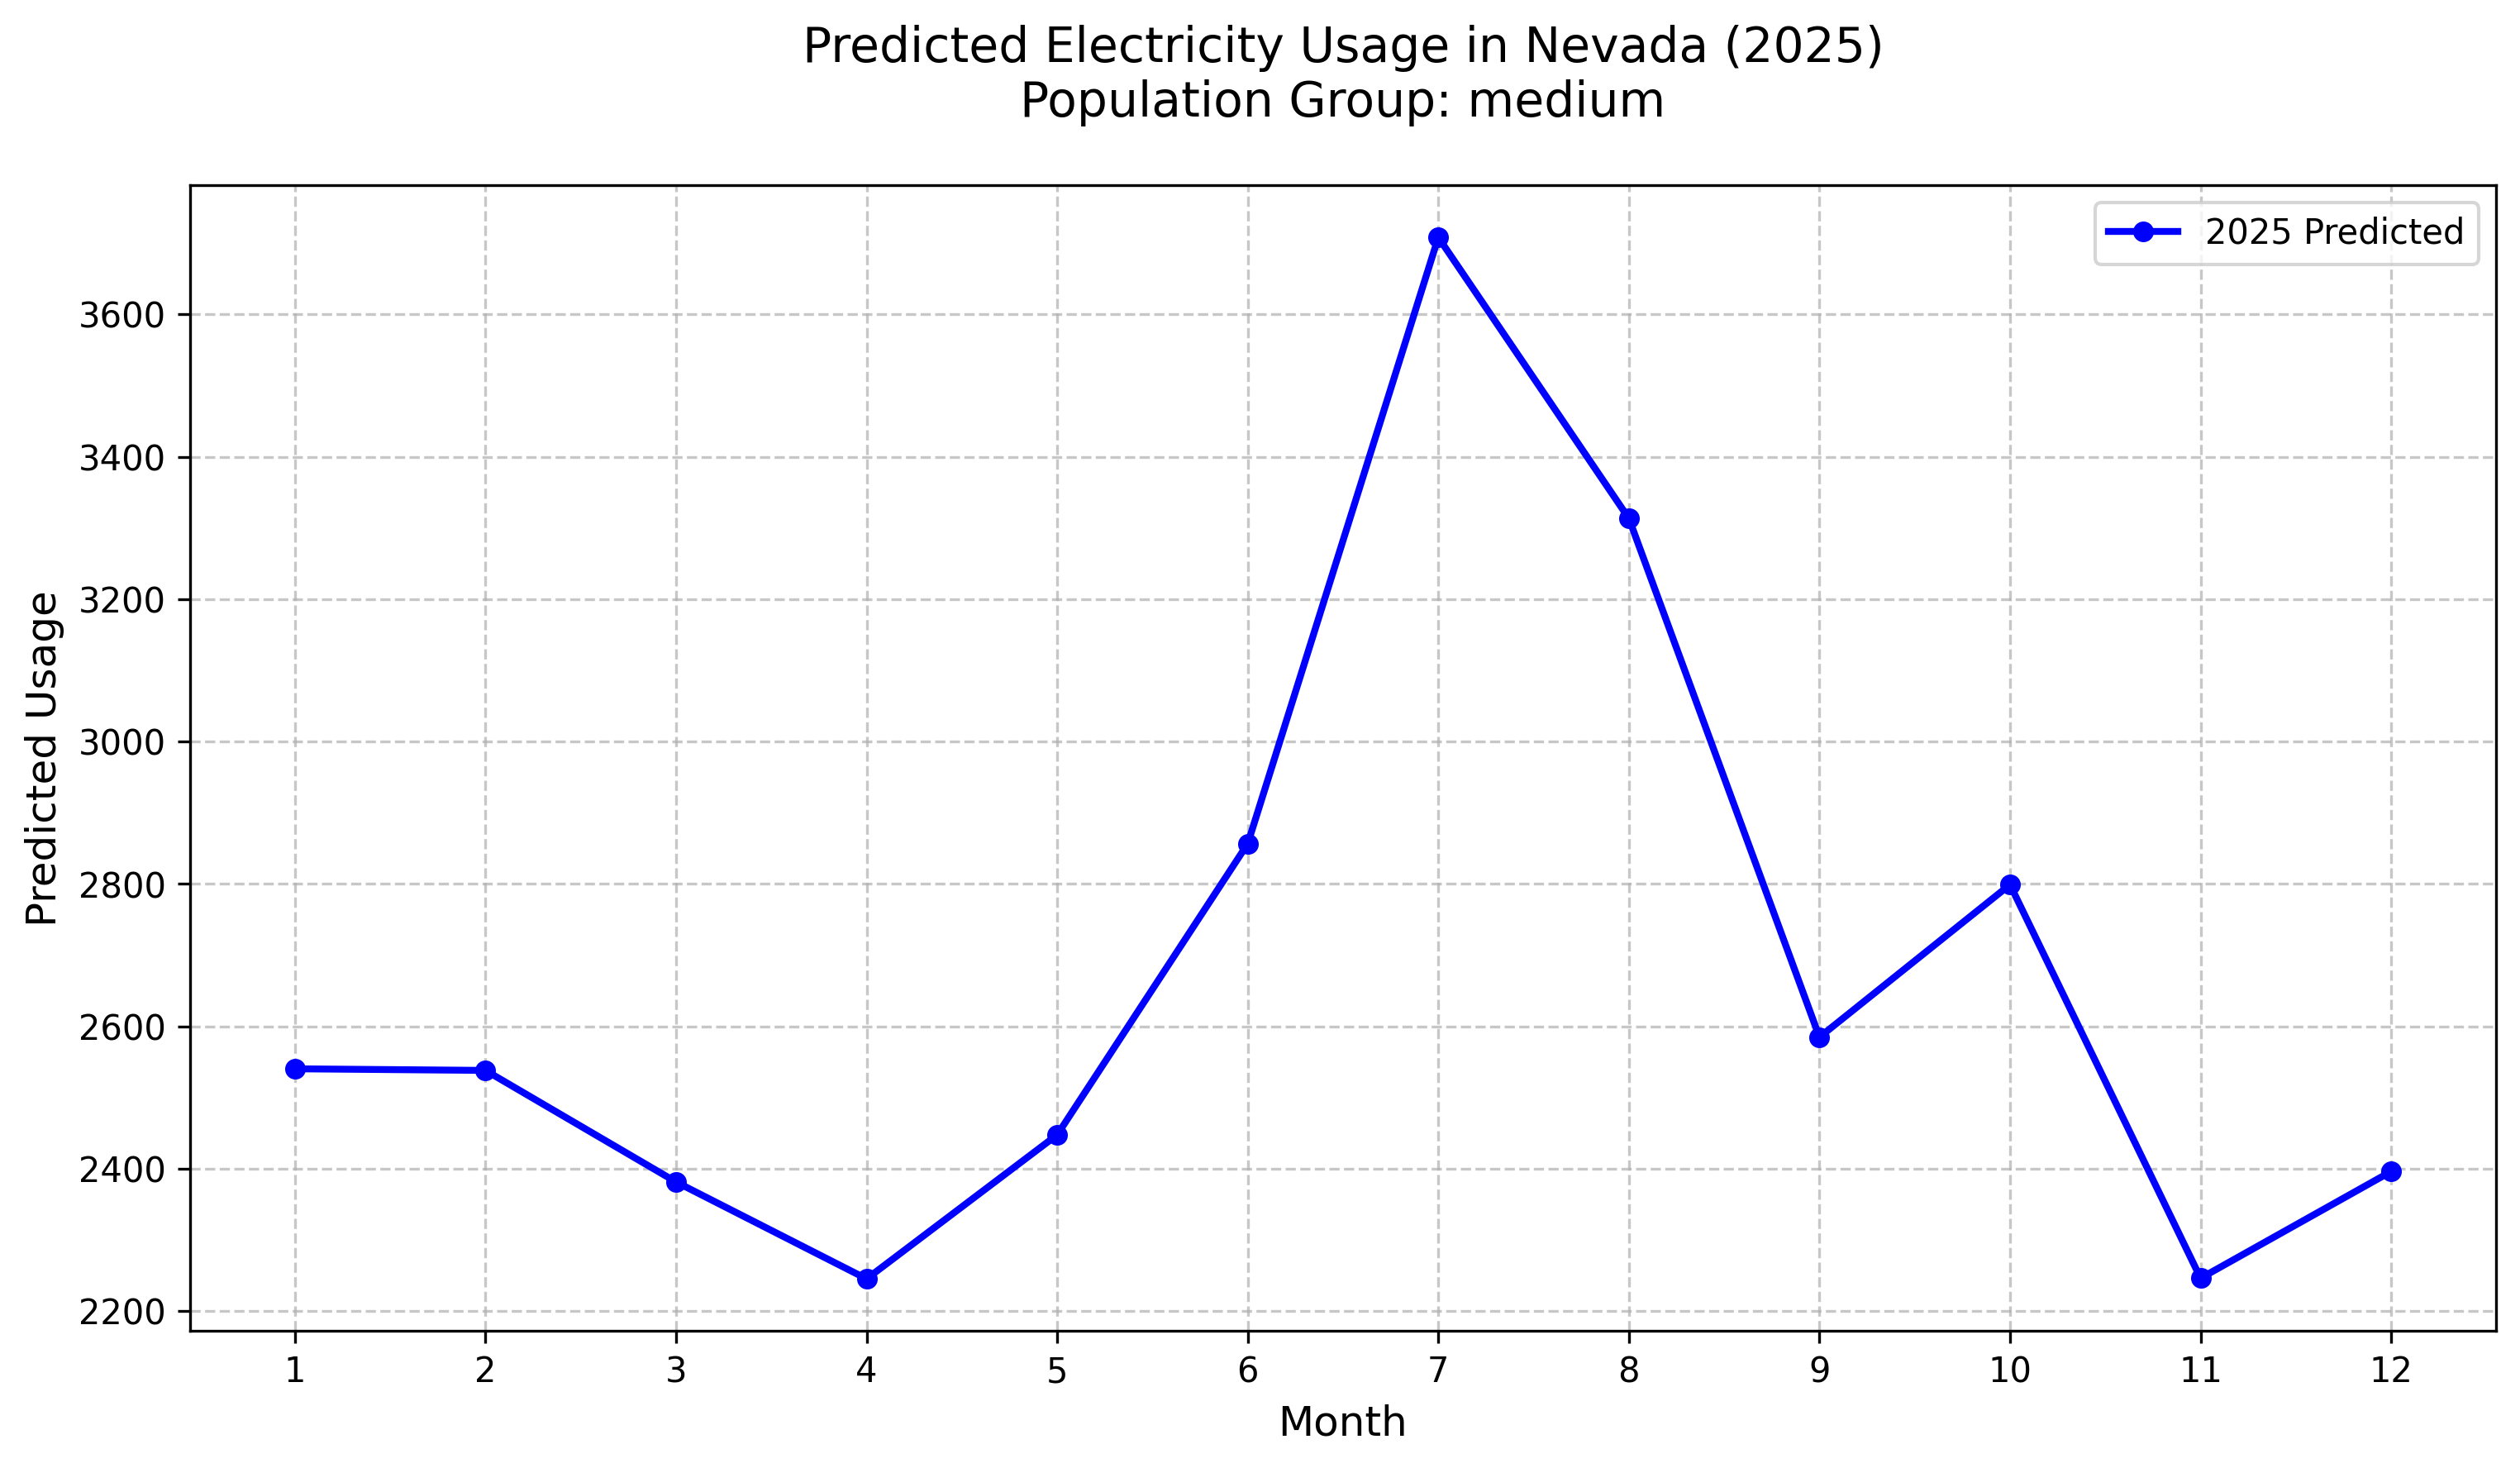 Predicted Electricity Usage in Nevada (2025)
Population Group: medium
2025 Predicted
Predicted Usage
3600
3400
3200
3000
2800
2600
2400
2200
1 2 3 4 5 6 7 8 9 10 11 12
Month